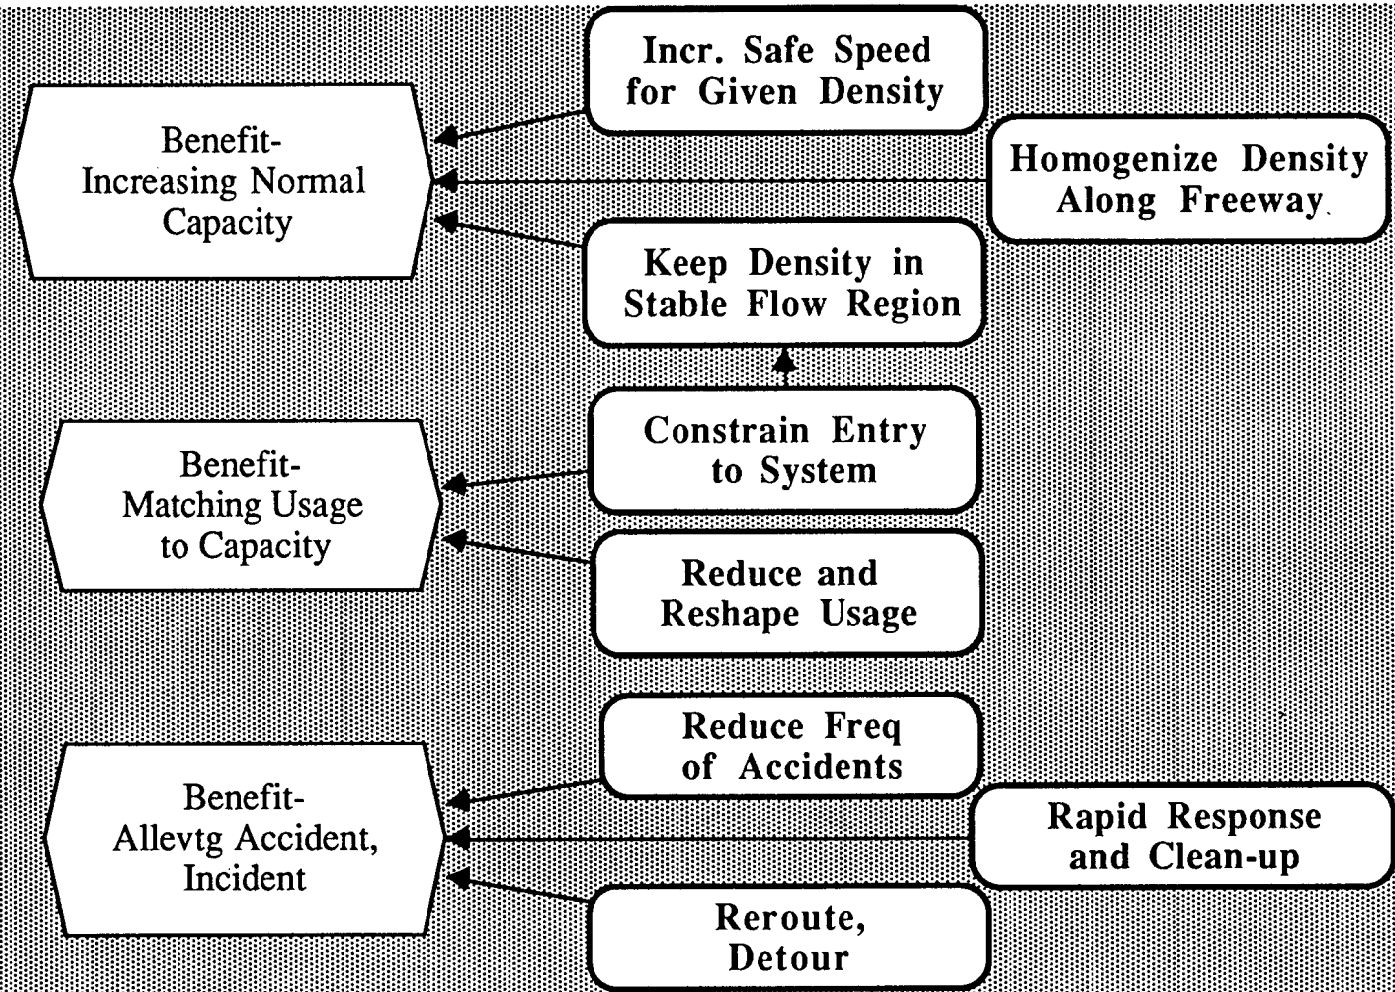 Incr. Safe Speed
for Given Density
Benefit-
Increasing Normal
Capacity
Homogenize Density
Along Freeway
Keep Density in
Stable Flow Region
Constrain Entry
to System
Benefit-
Matching Usage
to Capacity
Reduce and
Reshape Usage
Reduce Freq
of Accidents
Benefit-
Allevtg Accident,
Incident
Rapid Response
and Clean-up
Reroute,
Detour